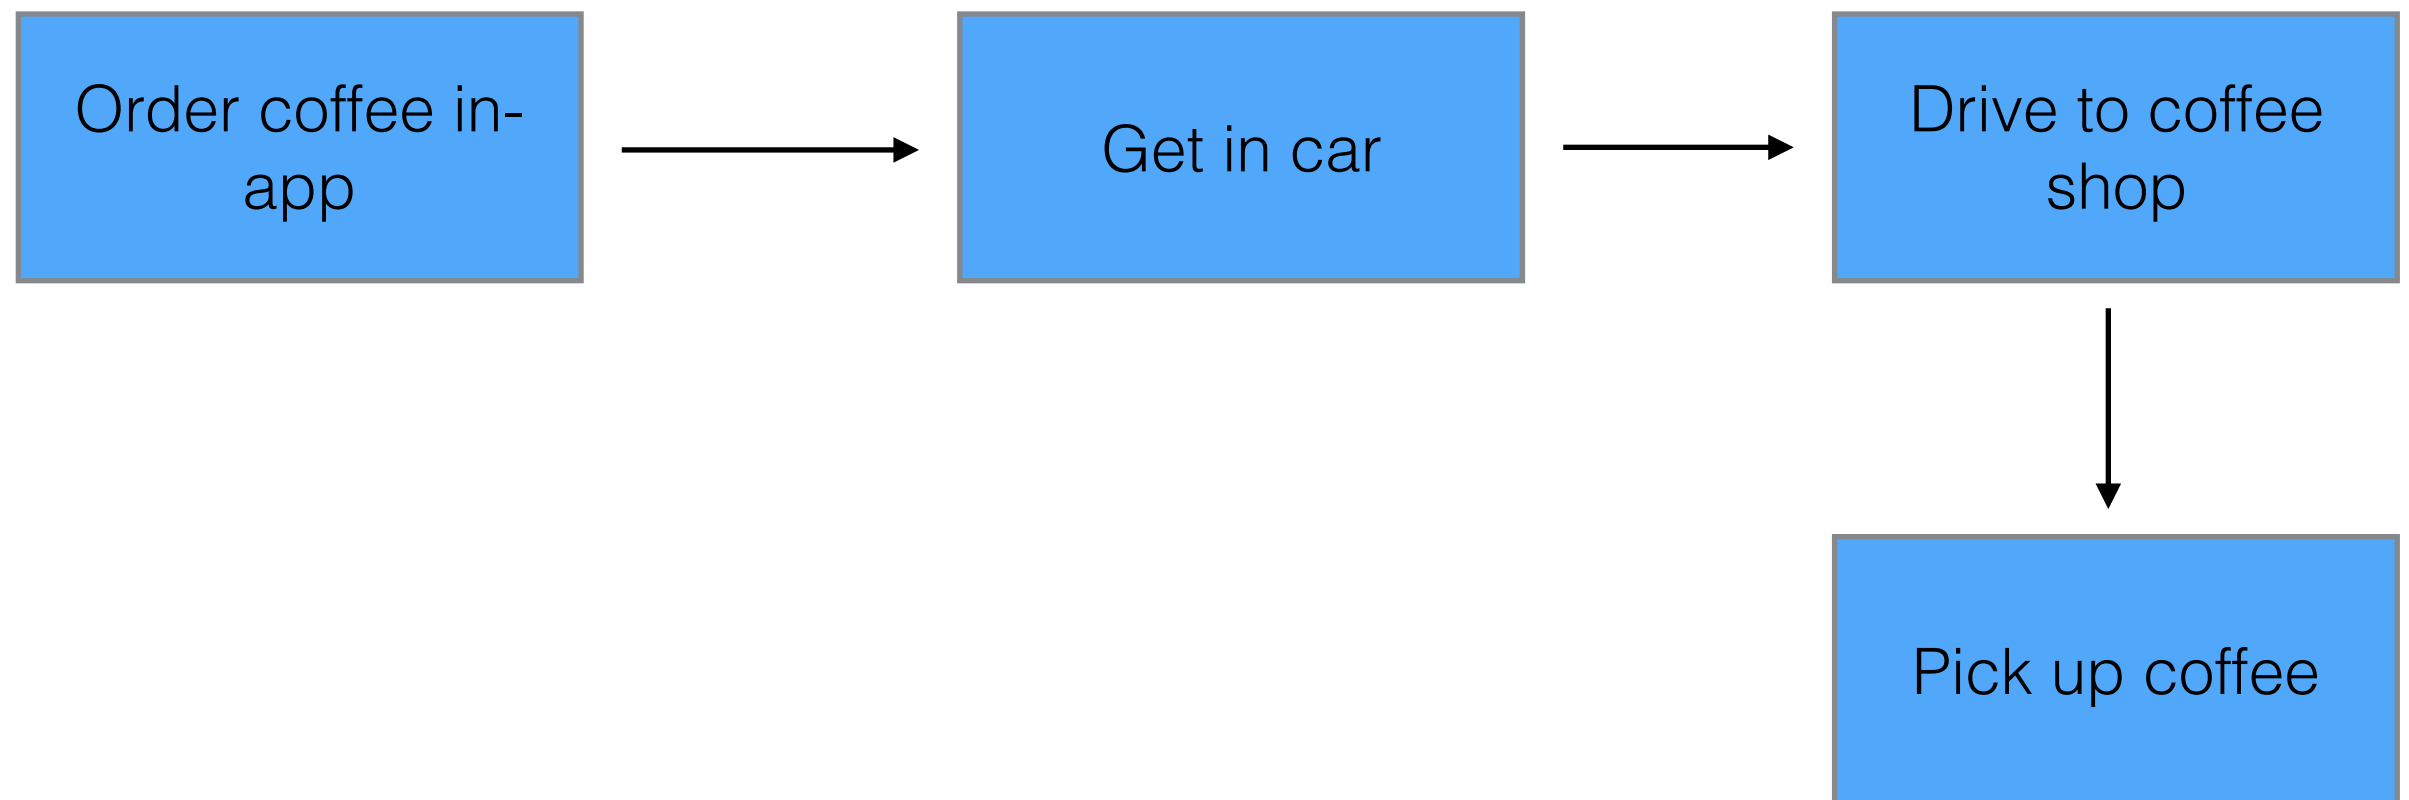 Order coffee in-
app
Get in car
Drive to coffee
shop
Pick up coffee